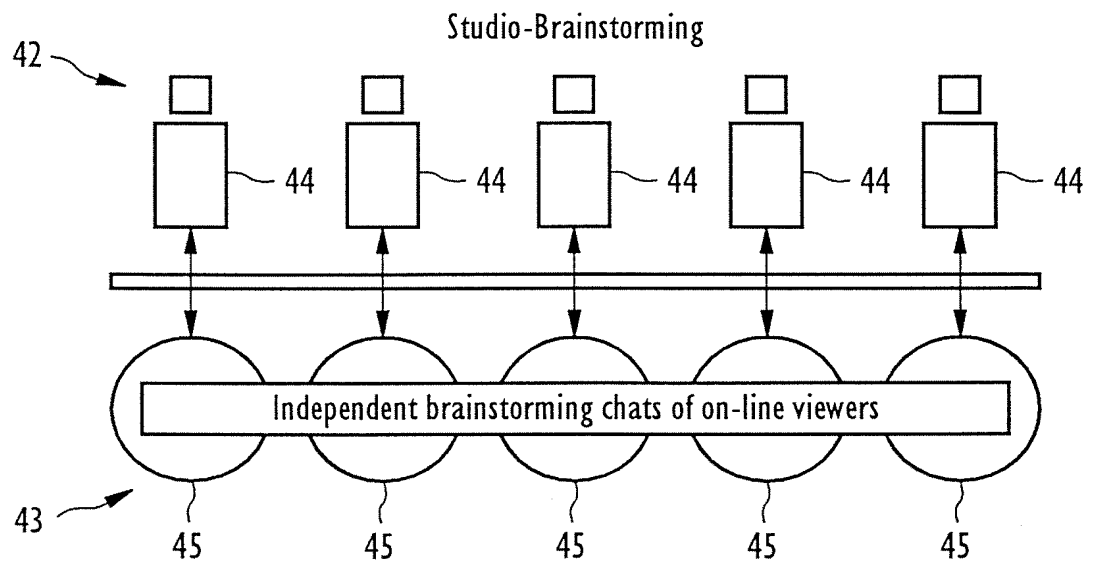 Studio-Brainstorming
42
44 44 44 44 44
Independent brainstorming chats of on-line viewers
43
45 45 45 45 45